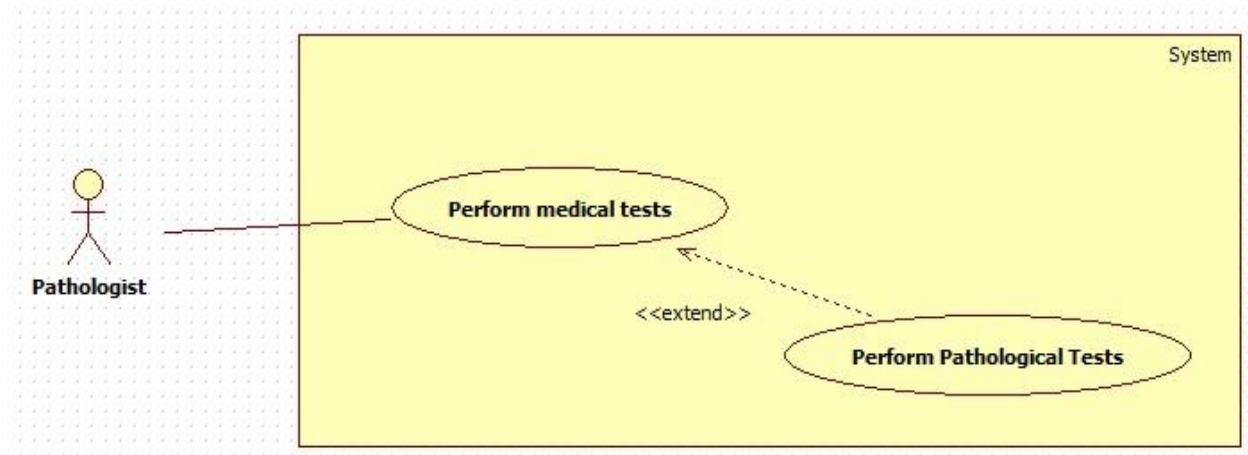 System
Perform medical tests
Pathologist
<<extend>>
Perform Pathological Tests